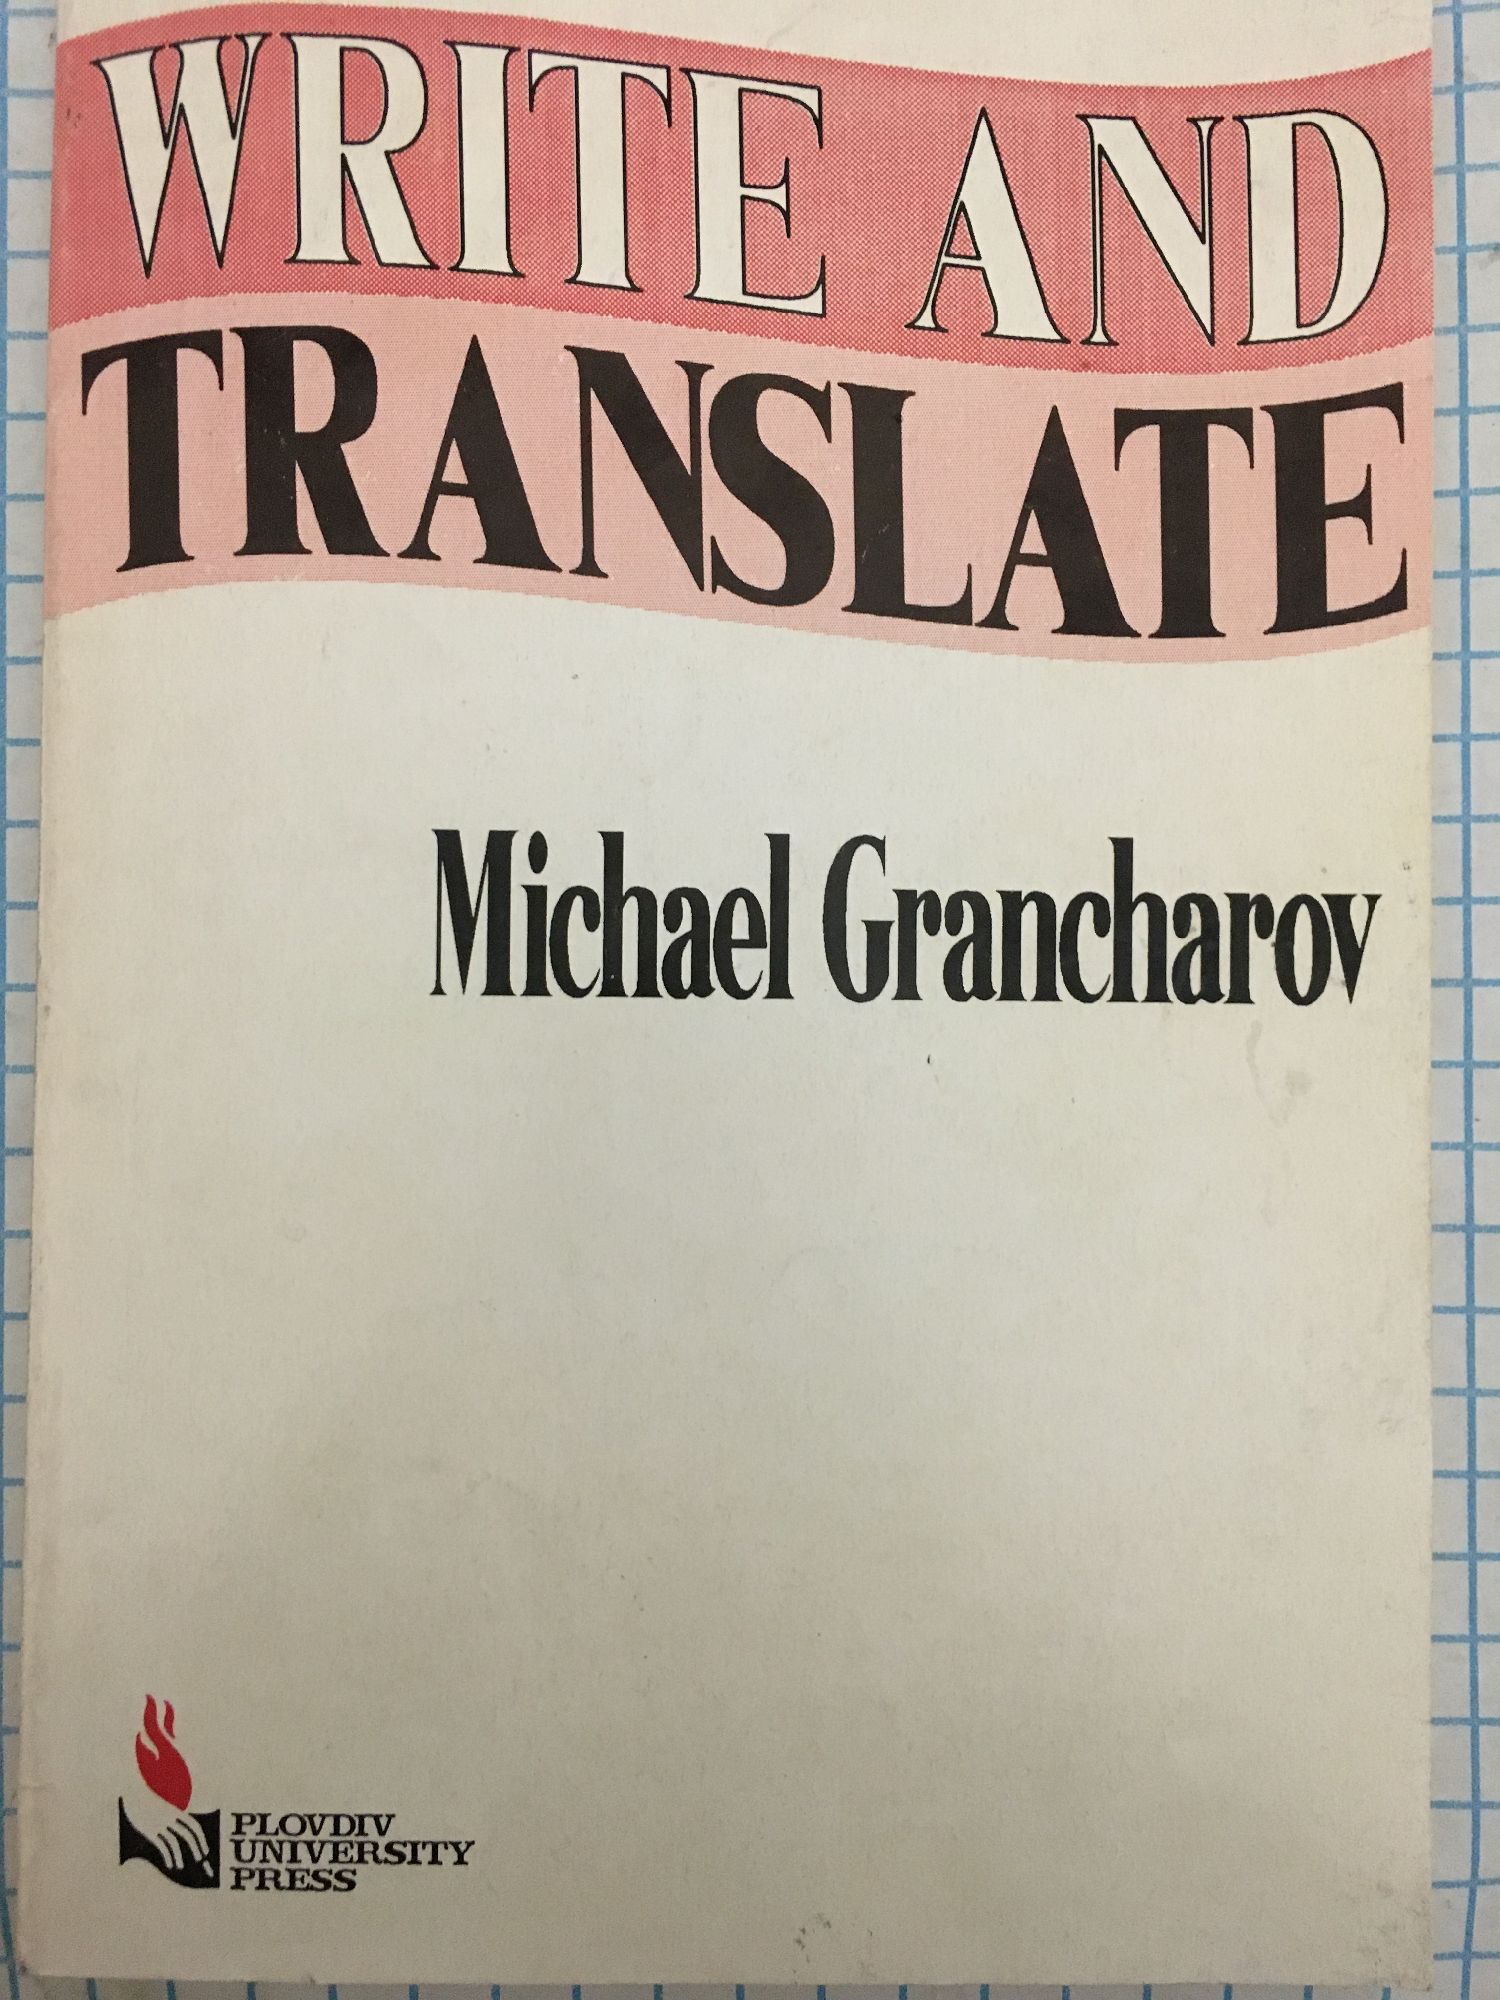 WRITE AND
TRANSLATE
Michael Grancharov
PLOVDIV
UNIVERSITY
PRESS